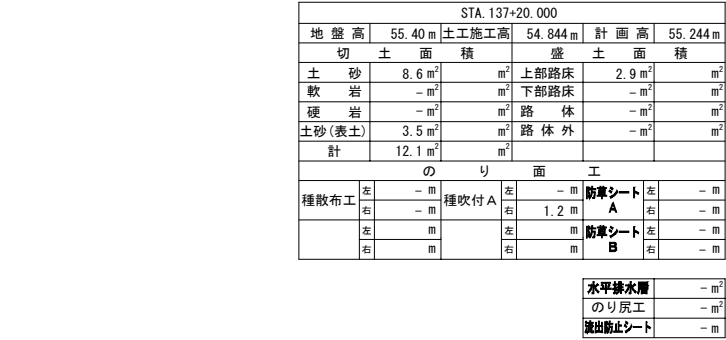 STA.137+20.000
地盤高 55.40 m 土工施工高 54.844 m 計画高 55.244 m
切土面積 盛土面積
土砂 8.6 m² m² 上部路床 2.9 m² m²
軟岩 － m² m² 下部路床 － m² m²
硬岩 － m² m² 路体 － m² m²
土砂(表土) 3.5 m² m² 路体外 － m² m²
計 12.1 m² m²
のり面工
種散布工 左 － m 種吹付A 左 － m 防草シートA 左 － m
右 － m 右 1.2 m 右 － m
左 m 左 m 防草シートB 左 － m
右 m 右 m 右 － m
水平排水層 － m²
のり尻工 － m²
流出防止シート － m